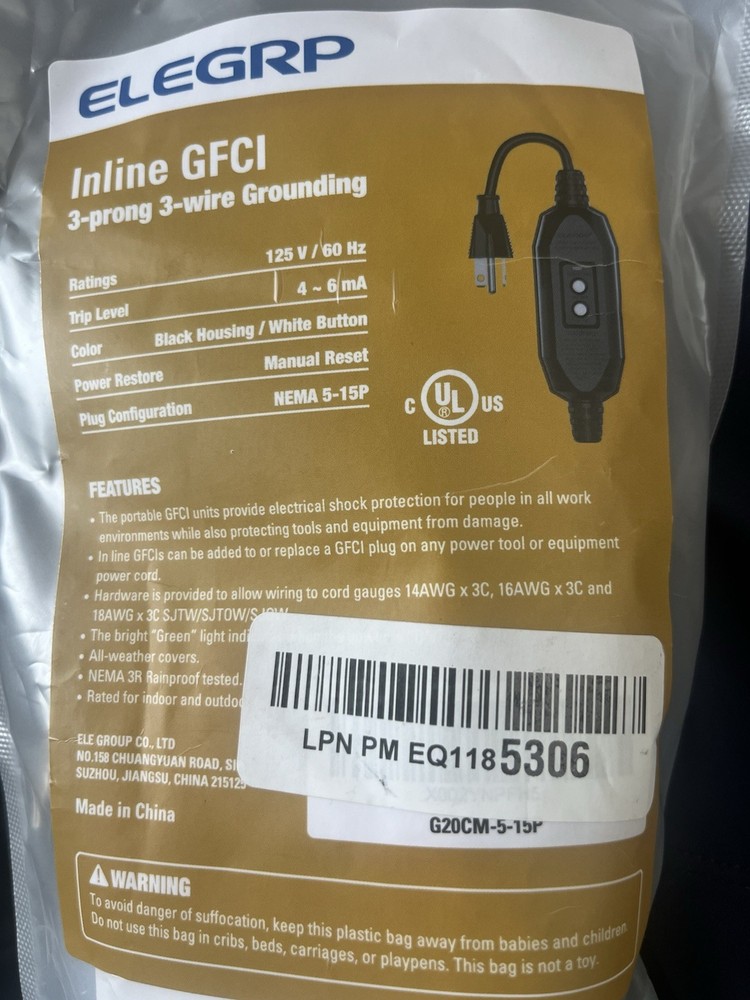 ELEGRP
Inline GFCI
3-prong 3-wire Grounding
Ratings 125 V / 60 Hz
Trip Level 4 ~ 6 mA
Color Black Housing / White Button
Power Restore Manual Reset
Plug Configuration NEMA 5-15P
C UL US
®
LISTED
FEATURES
• The portable GFCI units provide electrical shock protection for people in all work
environments while also protecting tools and equipment from damage.
• In line GFCIs can be added to or replace a GFCI plug on any power tool or equipment
power cord.
• Hardware is provided to allow wiring to cord gauges 14AWG x 3C, 16AWG x 3C and
18AWG x 3C SJTW/SJTOW/
• The bright "Green" light
• All-weather covers.
• NEMA 3R Rainproof tested.
• Rated for indoor and
LPN PM EQ1185306
ELE GROUP CO., LTD
NO.158 CHUANGYUAN ROAD,
SUZHOU, JIANGSU, CHINA 215125
Made in China
G20CM-5-15P
WARNING
To avoid danger of suffocation, keep this plastic bag away from babies and children
Do not use this bag in cribs, beds, carriages, or playpens. This bag is not a toy.